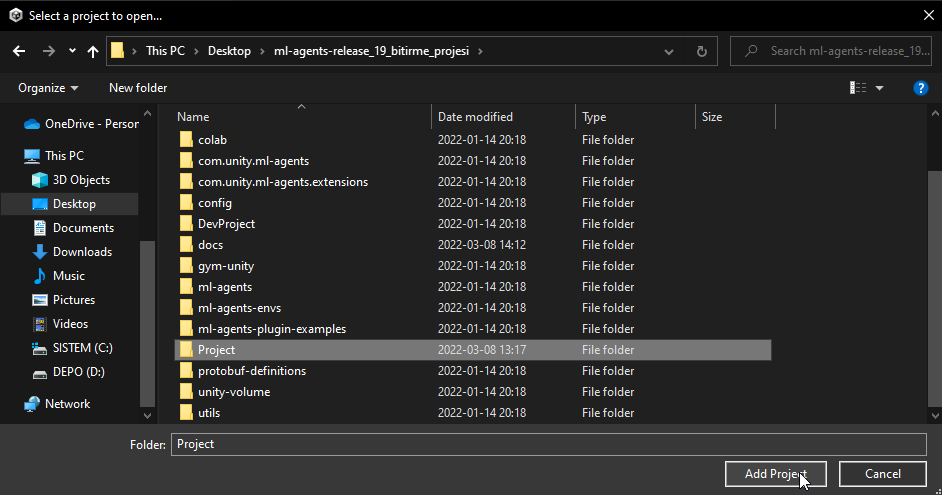 Select a project to open...
This PC > Desktop > ml-agents-release_19_bitirme_projesi >
Search ml-agents-release_19...
Organize New folder
OneDrive - Person
This PC
3D Objects
Desktop
Documents
Downloads
Music
Pictures
Videos
SISTEM (C:)
DEPO (D:)
Network
Name Date modified Type Size
colab 2022-01-14 20:18 File folder
com.unity.ml-agents 2022-01-14 20:18 File folder
com.unity.ml-agents.extensions 2022-01-14 20:18 File folder
config 2022-01-14 20:18 File folder
DevProject 2022-01-14 20:18 File folder
docs 2022-03-08 14:12 File folder
gym-unity 2022-01-14 20:18 File folder
ml-agents 2022-01-14 20:18 File folder
ml-agents-envs 2022-01-14 20:18 File folder
ml-agents-plugin-examples 2022-01-14 20:18 File folder
Project 2022-03-08 13:17 File folder
protobuf-definitions 2022-01-14 20:18 File folder
unity-volume 2022-01-14 20:18 File folder
utils 2022-01-14 20:18 File folder
Folder: Project
Add Project Cancel